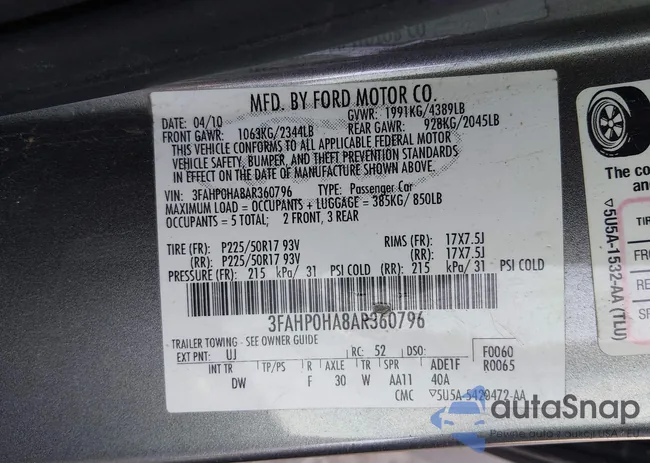 MFD. BY FORD MOTOR CO.
DATE: 04/10 GVWR: 1991KG/4389LB
FRONT GAWR: 1063KG/2344LB REAR GAWR: 928KG/2045LB
THIS VEHICLE CONFORMS TO ALL APPLICABLE FEDERAL MOTOR
VEHICLE SAFETY, BUMPER, AND THEFT PREVENTION STANDARDS
IN EFFECT ON THE DATE OF MANUFACTURE SHOWN ABOVE.
VIN: 3FAHP0HA8AR360796 TYPE: Passenger Car
MAXIMUM LOAD = OCCUPANTS + LUGGAGE = 385KG/850LB
OCCUPANTS = 5 TOTAL; 2 FRONT, 3 REAR
TIRE (FR): P225/50R17 93V RIMS (FR): 17X7.5J
(RR): P225/50R17 93V (RR): 17X7.5J
PRESSURE (FR): 215 kPa/ 31 PSI COLD (RR): 215 kPa/ 31 PSI COLD
3FAHP0HA8AR360796
TRAILER TOWING - SEE OWNER GUIDE
EXT PNT: UJ RC: 52 DSO: F0060
R0065
INT TR TP/PS R AXLE TR SPR ADE1F
DW F 30 W AA11 40A
CMC ▽5U5A-5420472-AA
The co
and
▽5U5A-1532-AA (TLU)
TIR
FRO
RE
SP
autoSnap